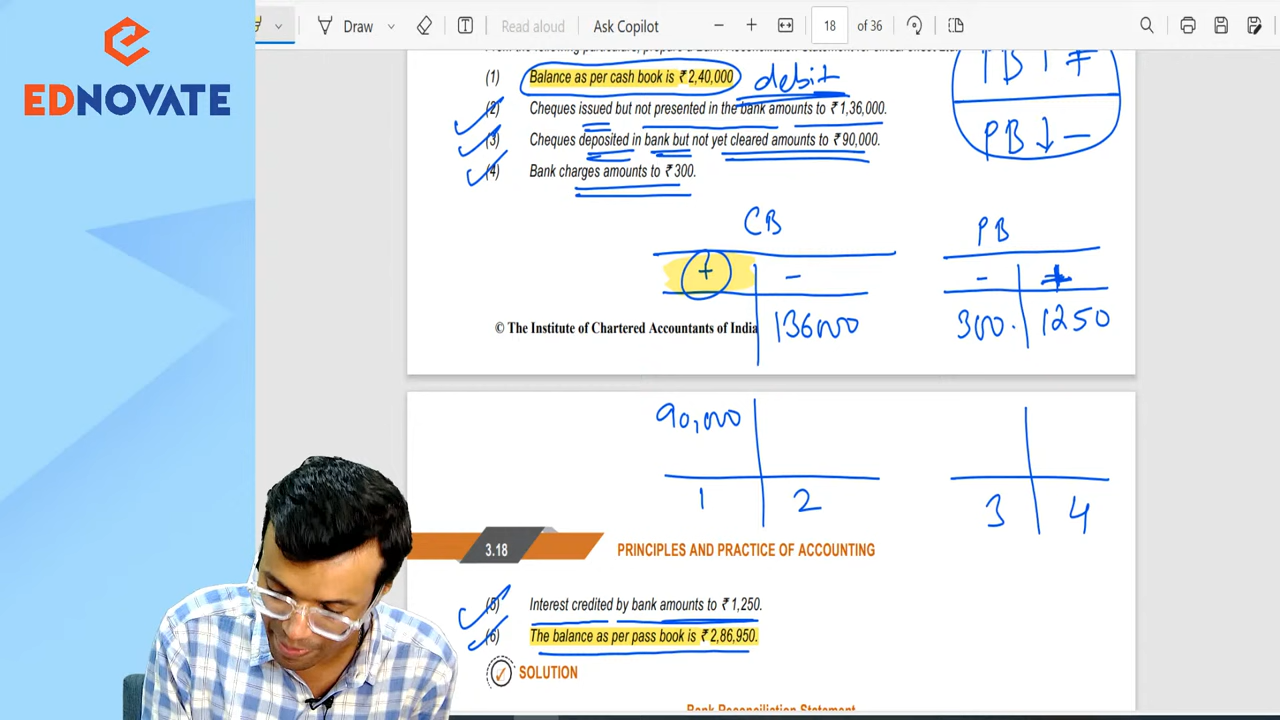 Draw
Read aloud
Ask Copilot
18
of 36
EDNOVATE
(1) Balance as per cash book is ₹ 2,40,000 debit
(2) Cheques issued but not presented in the bank amounts to ₹ 1,36,000.
(3) Cheques deposited in bank but not yet cleared amounts to ₹ 90,000.
(4) Bank charges amounts to ₹ 300.
PB ↑ +
PB ↓ −
CB
PB
+ −
− +
136000
300. 1250
© The Institute of Chartered Accountants of India
90,000
1 2
3 4
3.18
PRINCIPLES AND PRACTICE OF ACCOUNTING
(5) Interest credited by bank amounts to ₹ 1,250.
(6) The balance as per pass book is ₹ 2,86,950.
SOLUTION
Bank Reconciliation Statement